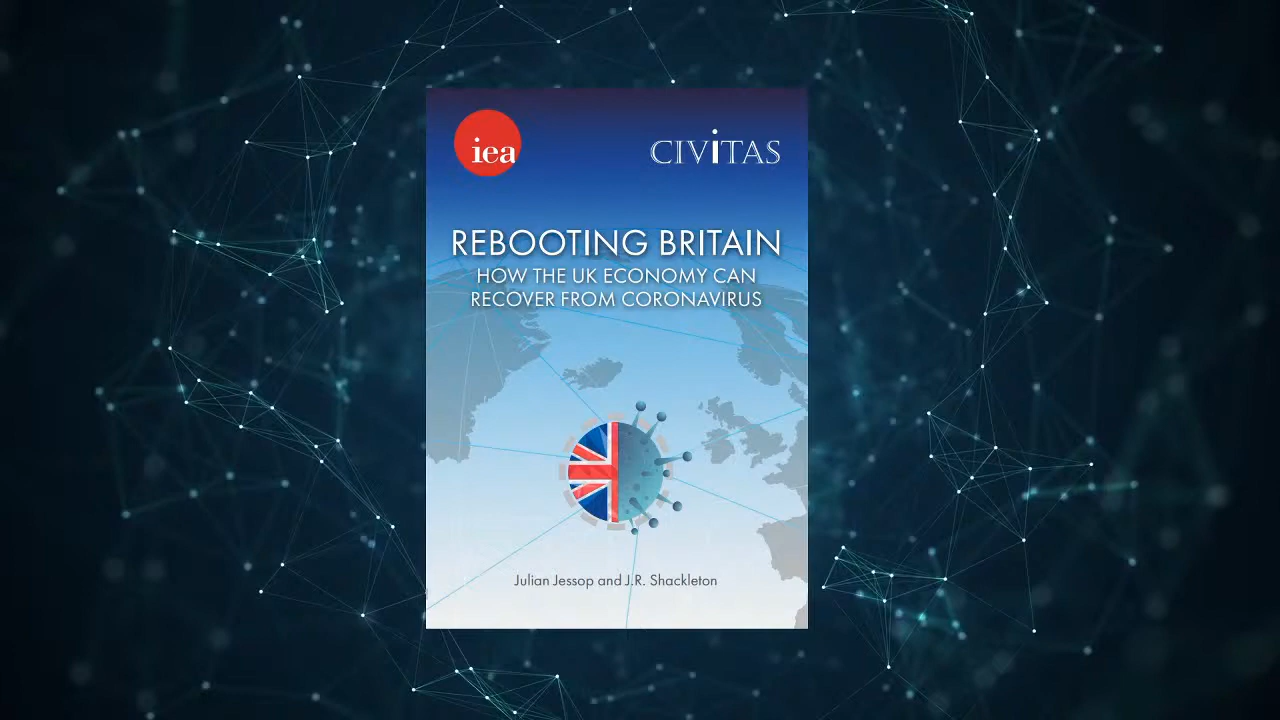 iea
CIVITAS
REBOOTING BRITAIN
HOW THE UK ECONOMY CAN
RECOVER FROM CORONAVIRUS
Julian Jessop and J.R. Shackleton